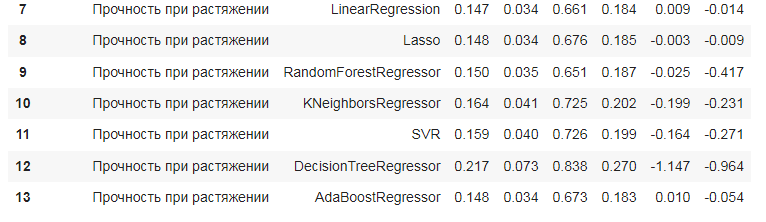 7 Прочность при растяжении LinearRegression 0.147 0.034 0.661 0.184 0.009 -0.014
8 Прочность при растяжении Lasso 0.148 0.034 0.676 0.185 -0.003 -0.009
9 Прочность при растяжении RandomForestRegressor 0.150 0.035 0.651 0.187 -0.025 -0.417
10 Прочность при растяжении KNeighborsRegressor 0.164 0.041 0.725 0.202 -0.199 -0.231
11 Прочность при растяжении SVR 0.159 0.040 0.726 0.199 -0.164 -0.271
12 Прочность при растяжении DecisionTreeRegressor 0.217 0.073 0.838 0.270 -1.147 -0.964
13 Прочность при растяжении AdaBoostRegressor 0.148 0.034 0.673 0.183 0.010 -0.054